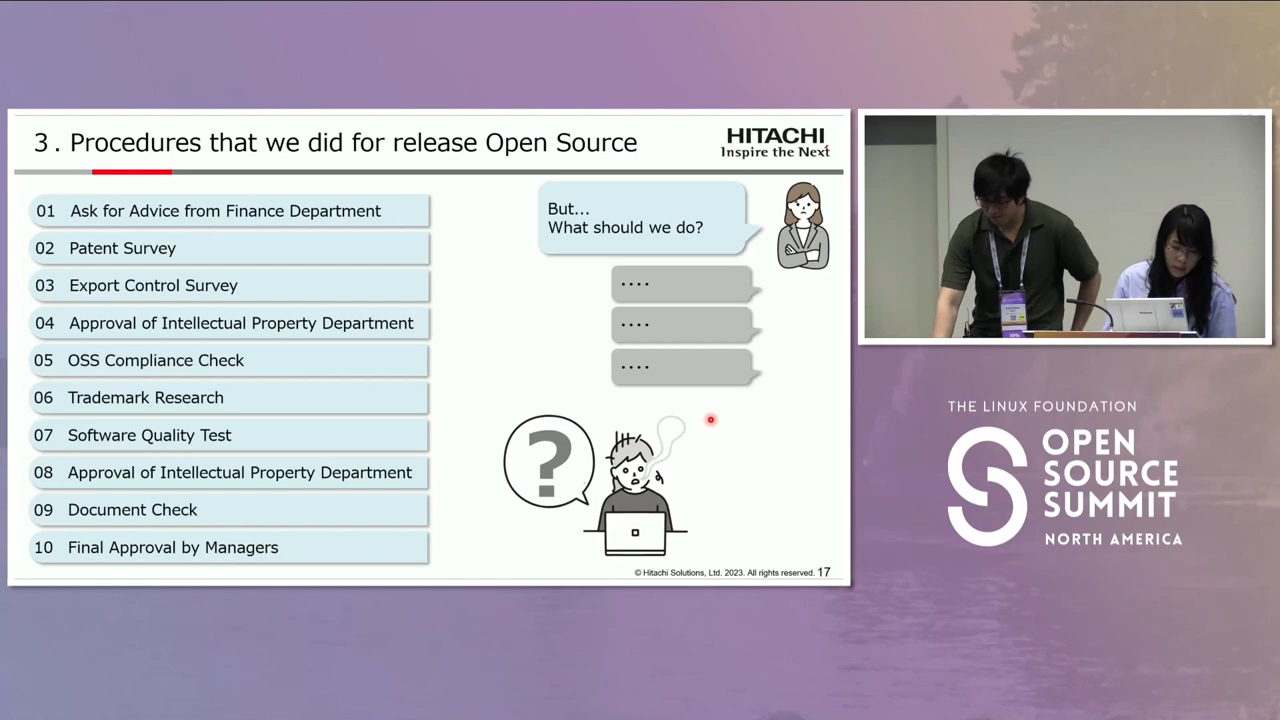 3. Procedures that we did for release Open Source
HITACHI
Inspire the Next
01 Ask for Advice from Finance Department
02 Patent Survey
03 Export Control Survey
04 Approval of Intellectual Property Department
05 OSS Compliance Check
06 Trademark Research
07 Software Quality Test
08 Approval of Intellectual Property Department
09 Document Check
10 Final Approval by Managers
But...
What should we do?
....
....
....
?
© Hitachi Solutions, Ltd. 2023. All rights reserved. 17
THE LINUX FOUNDATION
OPEN
SOURCE
SUMMIT
NORTH AMERICA